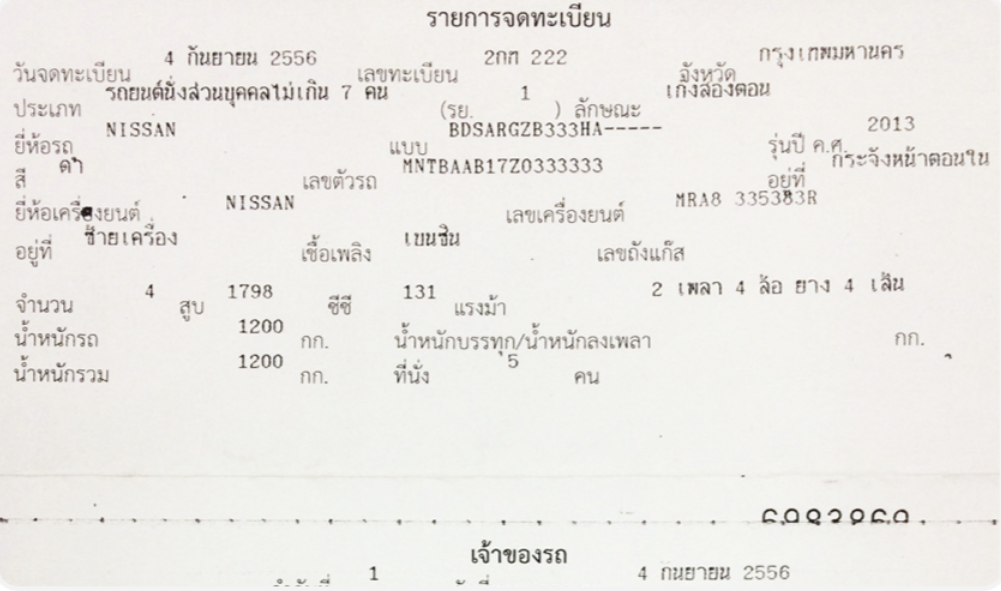 รายการจดทะเบียน
วันจดทะเบียน 4 กันยายน 2556 เลขทะเบียน 2กศ 222 จังหวัด กรุงเทพมหานคร
ประเภท รถยนต์นั่งส่วนบุคคลไม่เกิน 7 คน (รย. 1 ) ลักษณะ เก๋งสองตอน
ยี่ห้อรถ NISSAN แบบ BDSARGZB333HA----- รุ่นปี ค.ศ. 2013
สี ดำ เลขตัวรถ MNTBAAB17Z0333333 อยู่ที่ กระจังหน้าตอนใน
ยี่ห้อเครื่องยนต์ NISSAN เลขเครื่องยนต์ MRA8 335383R
อยู่ที่ ซ้ายเครื่อง เชื้อเพลิง เบนซิน เลขถังแก๊ส
จำนวน 4 สูบ 1798 ซีซี 131 แรงม้า 2 เพลา 4 ล้อ ยาง 4 เส้น
น้ำหนักรถ 1200 กก. น้ำหนักบรรทุก/น้ำหนักลงเพลา กก.
น้ำหนักรวม 1200 กก. ที่นั่ง 5 คน
เจ้าของรถ
1 4 กันยายน 2556